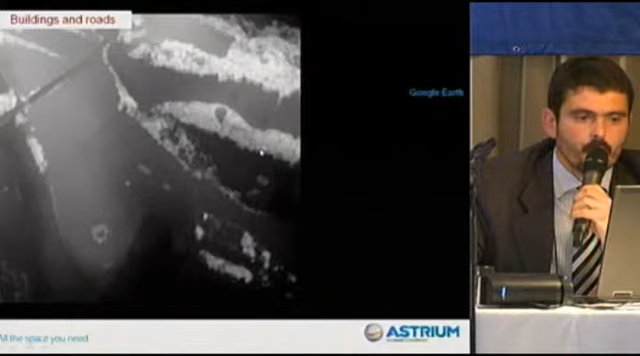 Buildings and roads
Google Earth
All the space you need
ASTRIUM